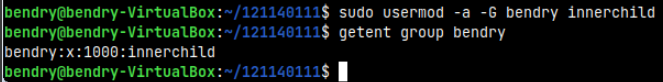 bendry@bendry-VirtualBox:~/121140111$ sudo usermod -a -G bendry innerchild
bendry@bendry-VirtualBox:~/121140111$ getent group bendry
bendry:x:1000:innerchild
bendry@bendry-VirtualBox:~/121140111$